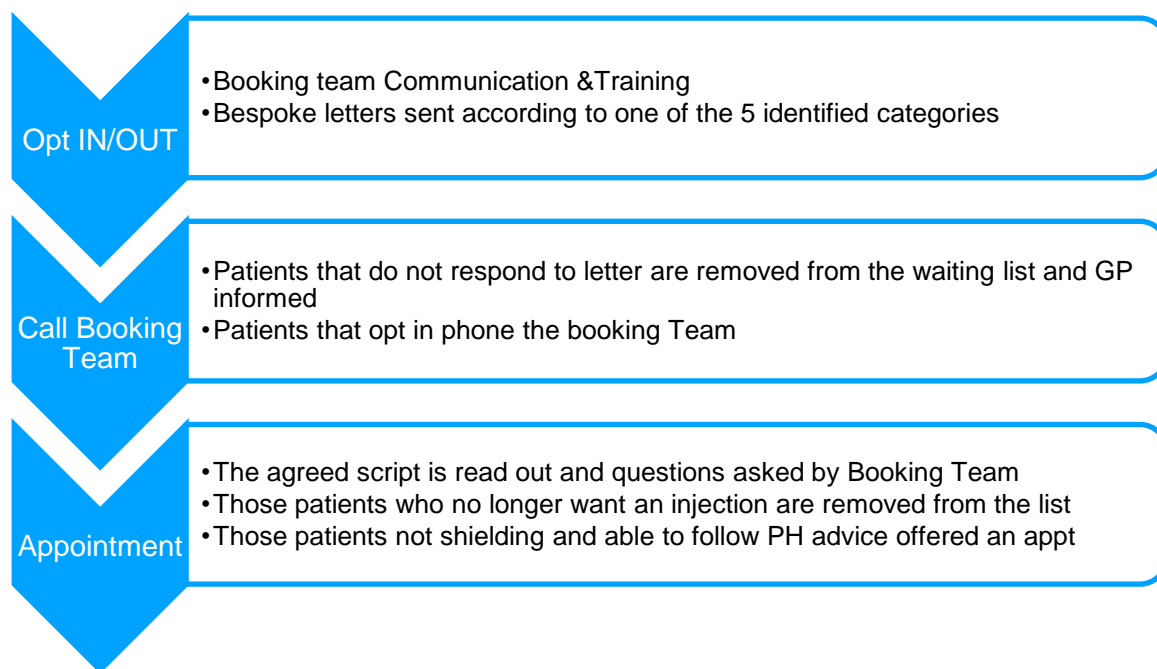 Opt IN/OUT
•Booking team Communication &Training
•Bespoke letters sent according to one of the 5 identified categories
Call Booking
Team
•Patients that do not respond to letter are removed from the waiting list and GP
informed
•Patients that opt in phone the booking Team
Appointment
•The agreed script is read out and questions asked by Booking Team
•Those patients who no longer want an injection are removed from the list
•Those patients not shielding and able to follow PH advice offered an appt